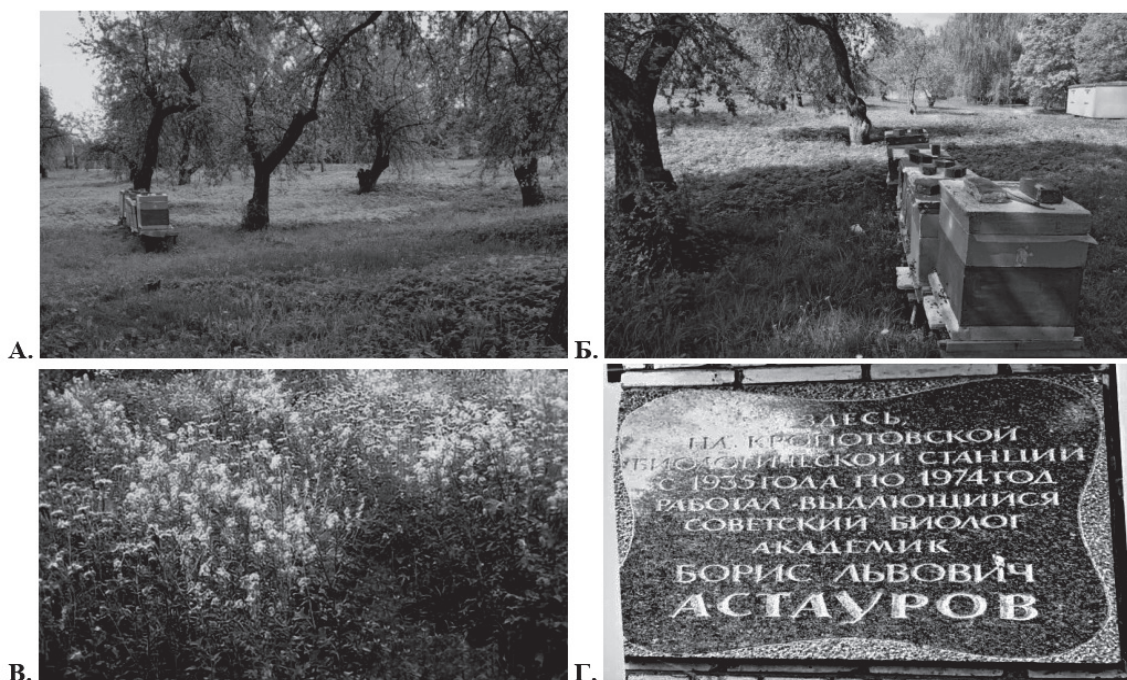 А.
Б.
В.
Г.
ЗДЕСЬ,
НА КРОПОТОВСКОЙ
БИОЛОГИЧЕСКОЙ СТАНЦИИ
С 1935 ГОДА ПО 1974 ГОД
РАБОТАЛ ВЫДАЮЩИЙСЯ
СОВЕТСКИЙ БИОЛОГ
АКАДЕМИК
БОРИС ЛЬВОВИЧ
АСТАУРОВ